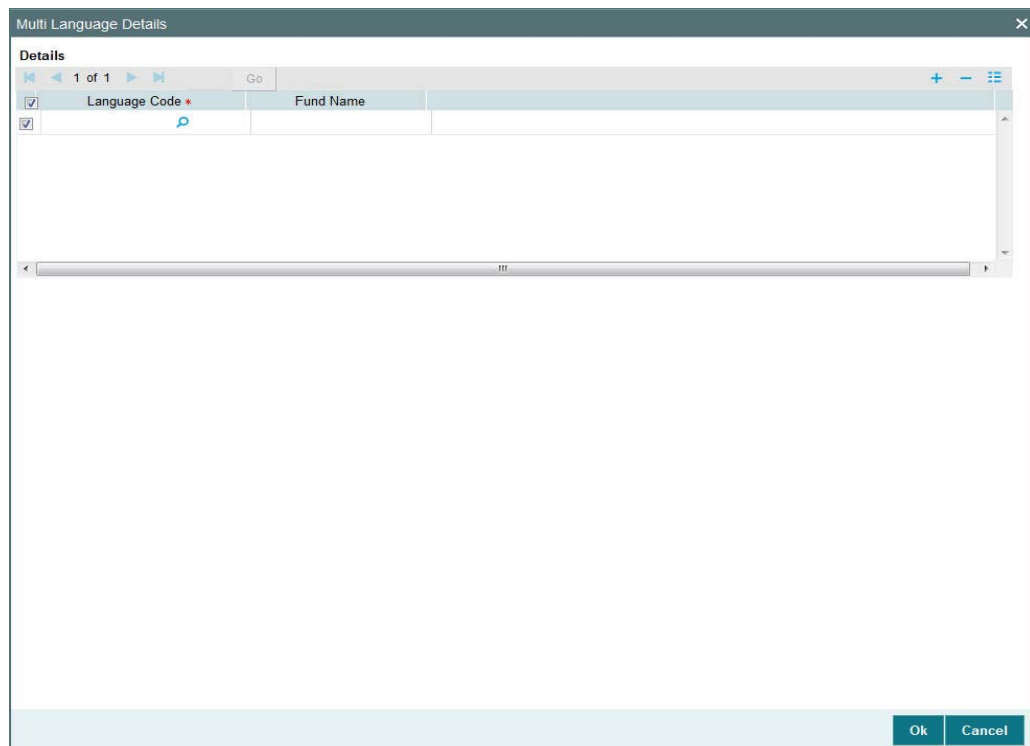 Multi Language Details
Details
1 of 1 Go
Language Code * Fund Name
Ok Cancel